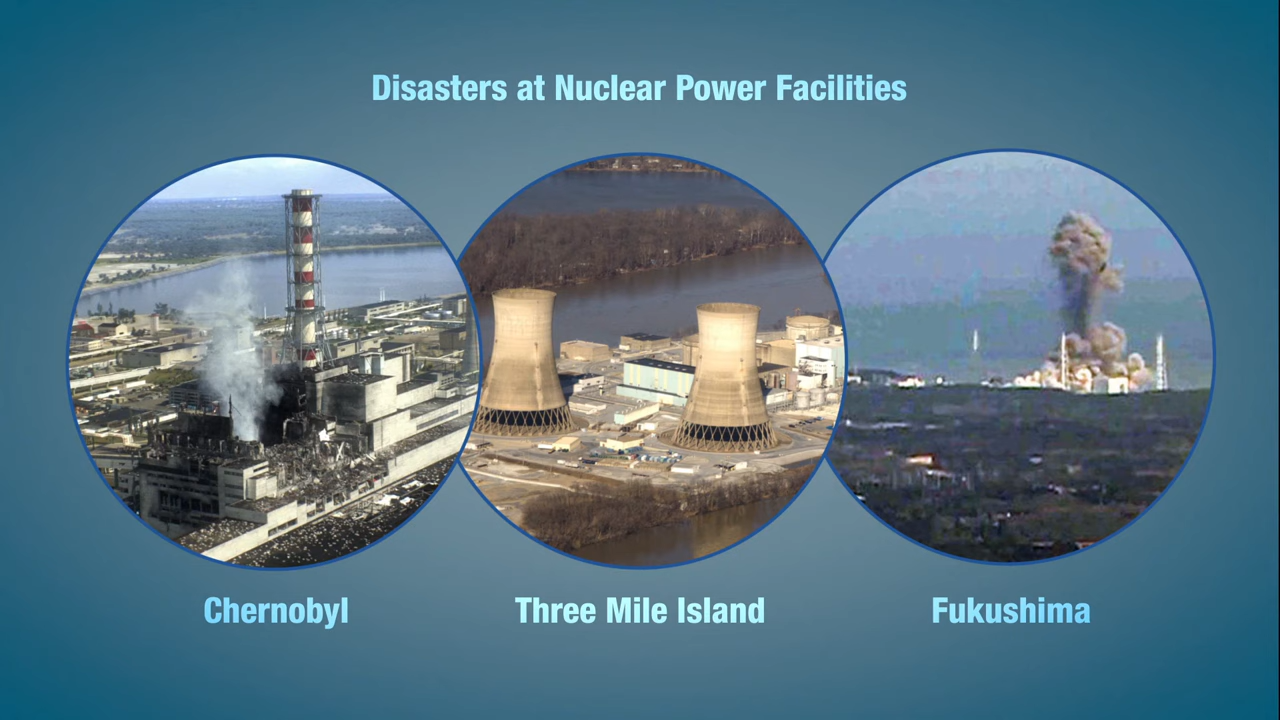 Disasters at Nuclear Power Facilities
Chernobyl
Three Mile Island
Fukushima